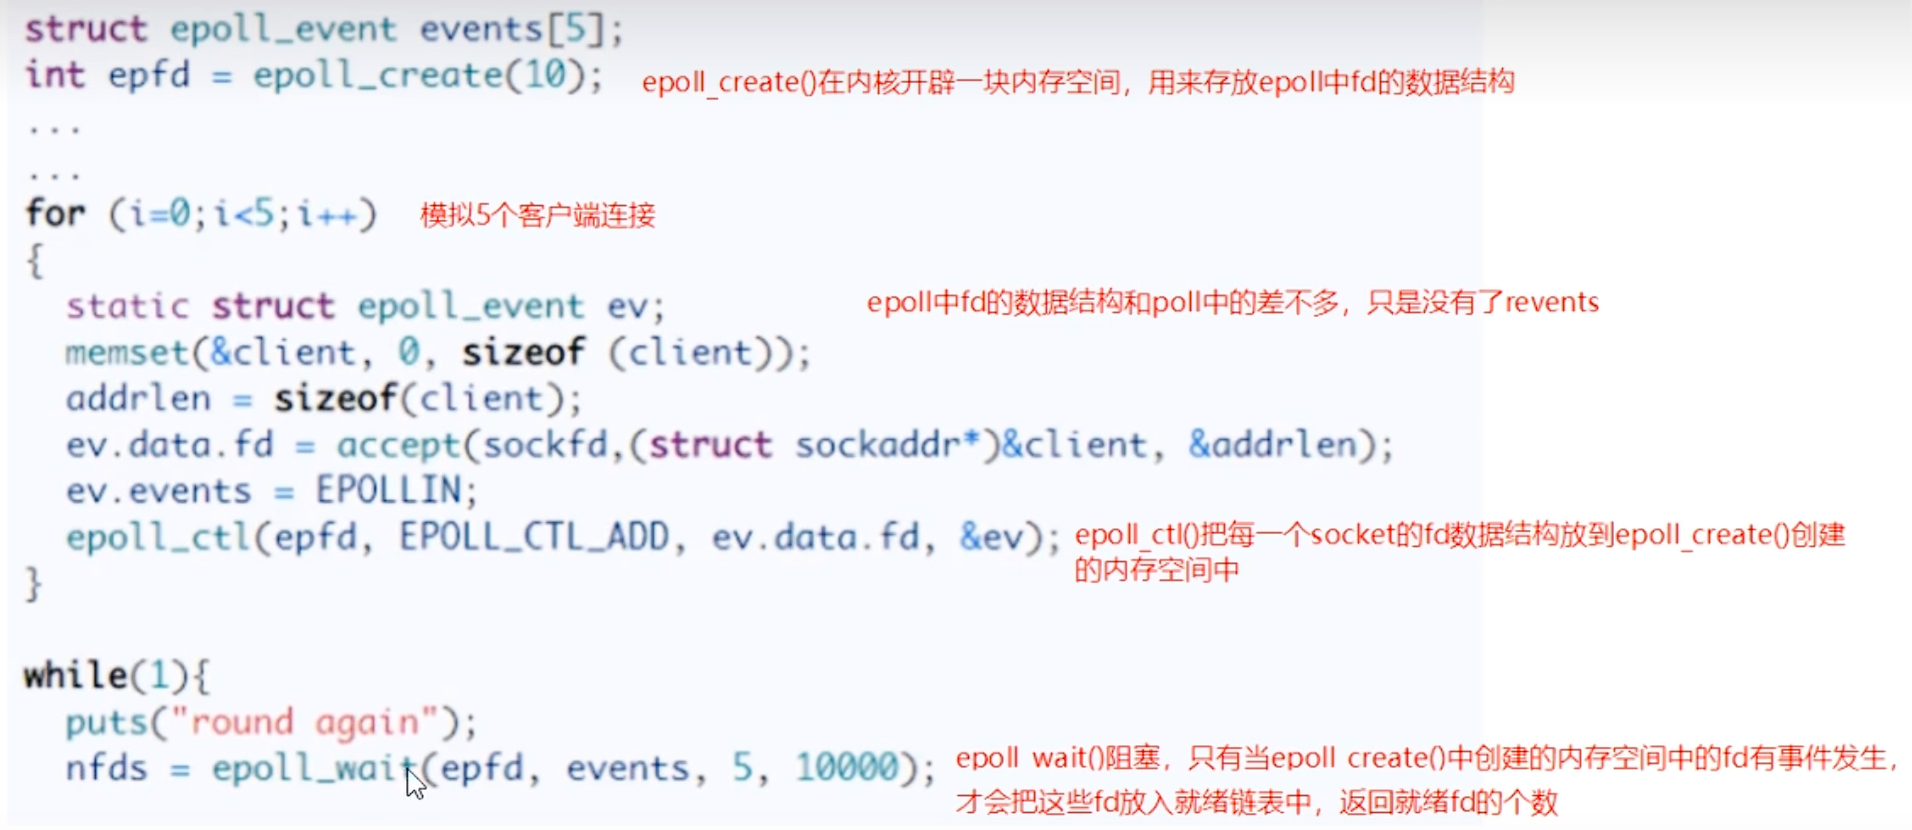 struct epoll_event events[5];
int epfd = epoll_create(10); epoll_create()在内核开辟一块内存空间，用来存放epoll中fd的数据结构
...
...
for (i=0;i<5;i++) 模拟5个客户端连接
{
static struct epoll_event ev; epoll中fd的数据结构和poll中的差不多，只是没有了revents
memset(&client, 0, sizeof (client));
addrlen = sizeof(client);
ev.data.fd = accept(sockfd,(struct sockaddr*)&client, &addrlen);
ev.events = EPOLLIN;
epoll_ctl(epfd, EPOLL_CTL_ADD, ev.data.fd, &ev); epoll_ctl()把每一个socket的fd数据结构放到epoll_create()创建
的内存空间中
}
while(1){
puts("round again");
nfds = epoll_wait(epfd, events, 5, 10000); epoll wait()阻塞，只有当epoll create()中创建的内存空间中的fd有事件发生，
才会把这些fd放入就绪链表中，返回就绪fd的个数